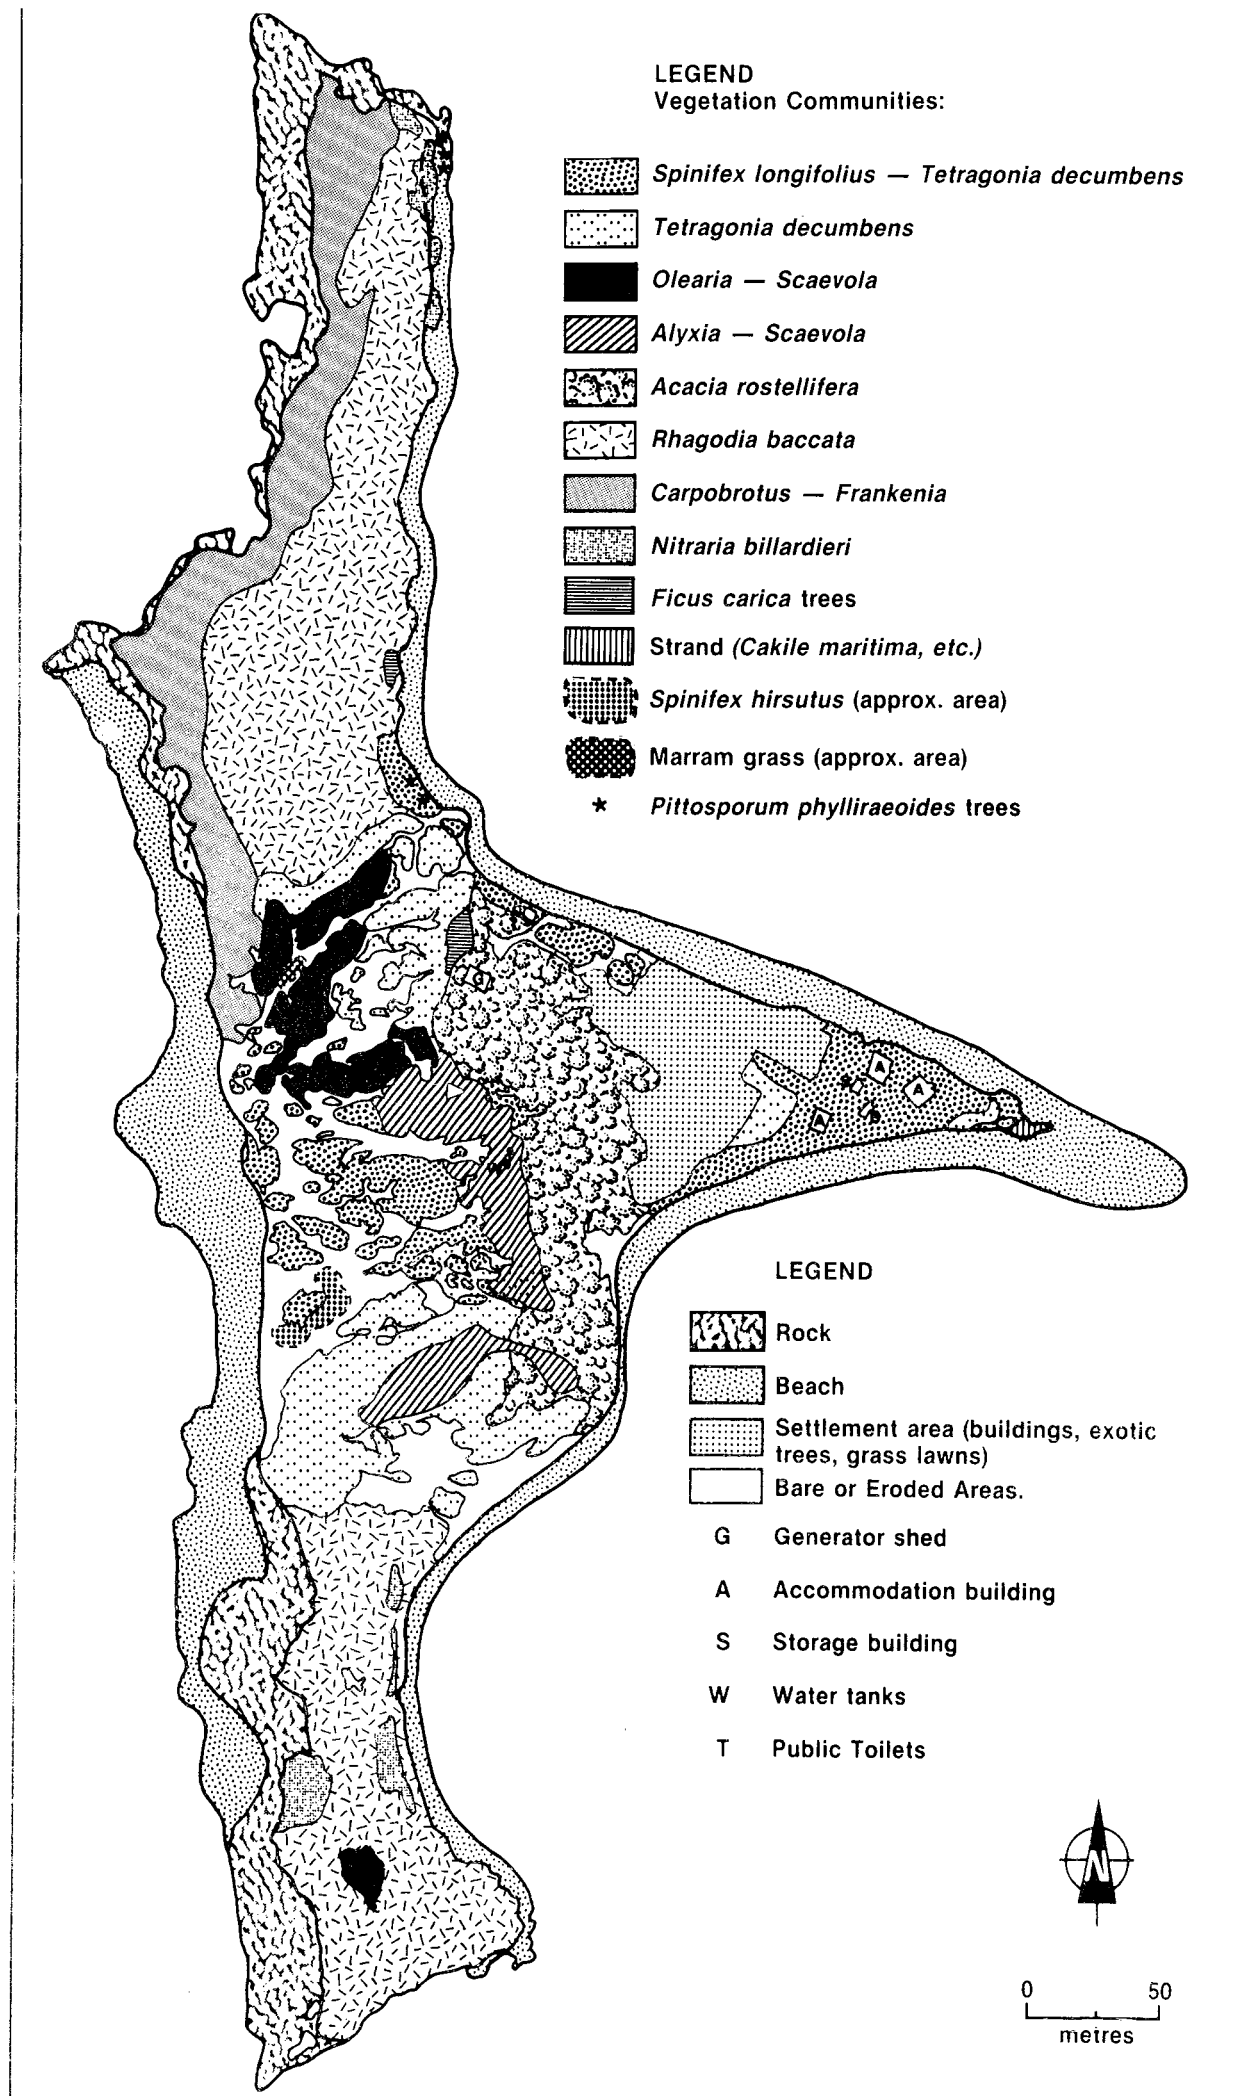 LEGEND
Vegetation Communities:
Spinifex longifolius — Tetragonia decumbens
Tetragonia decumbens
Olearia — Scaevola
Alyxia — Scaevola
Acacia rostellifera
Rhagodia baccata
Carpobrotus — Frankenia
Nitraria billardieri
Ficus carica trees
Strand (Cakile maritima, etc.)
Spinifex hirsutus (approx. area)
Marram grass (approx. area)
* Pittosporum phylliraeoides trees
G
A
A
A
LEGEND
Rock
Beach
Settlement area (buildings, exotic
trees, grass lawns)
Bare or Eroded Areas.
G Generator shed
A Accommodation building
S Storage building
W Water tanks
T Public Toilets
N
0 50
metres